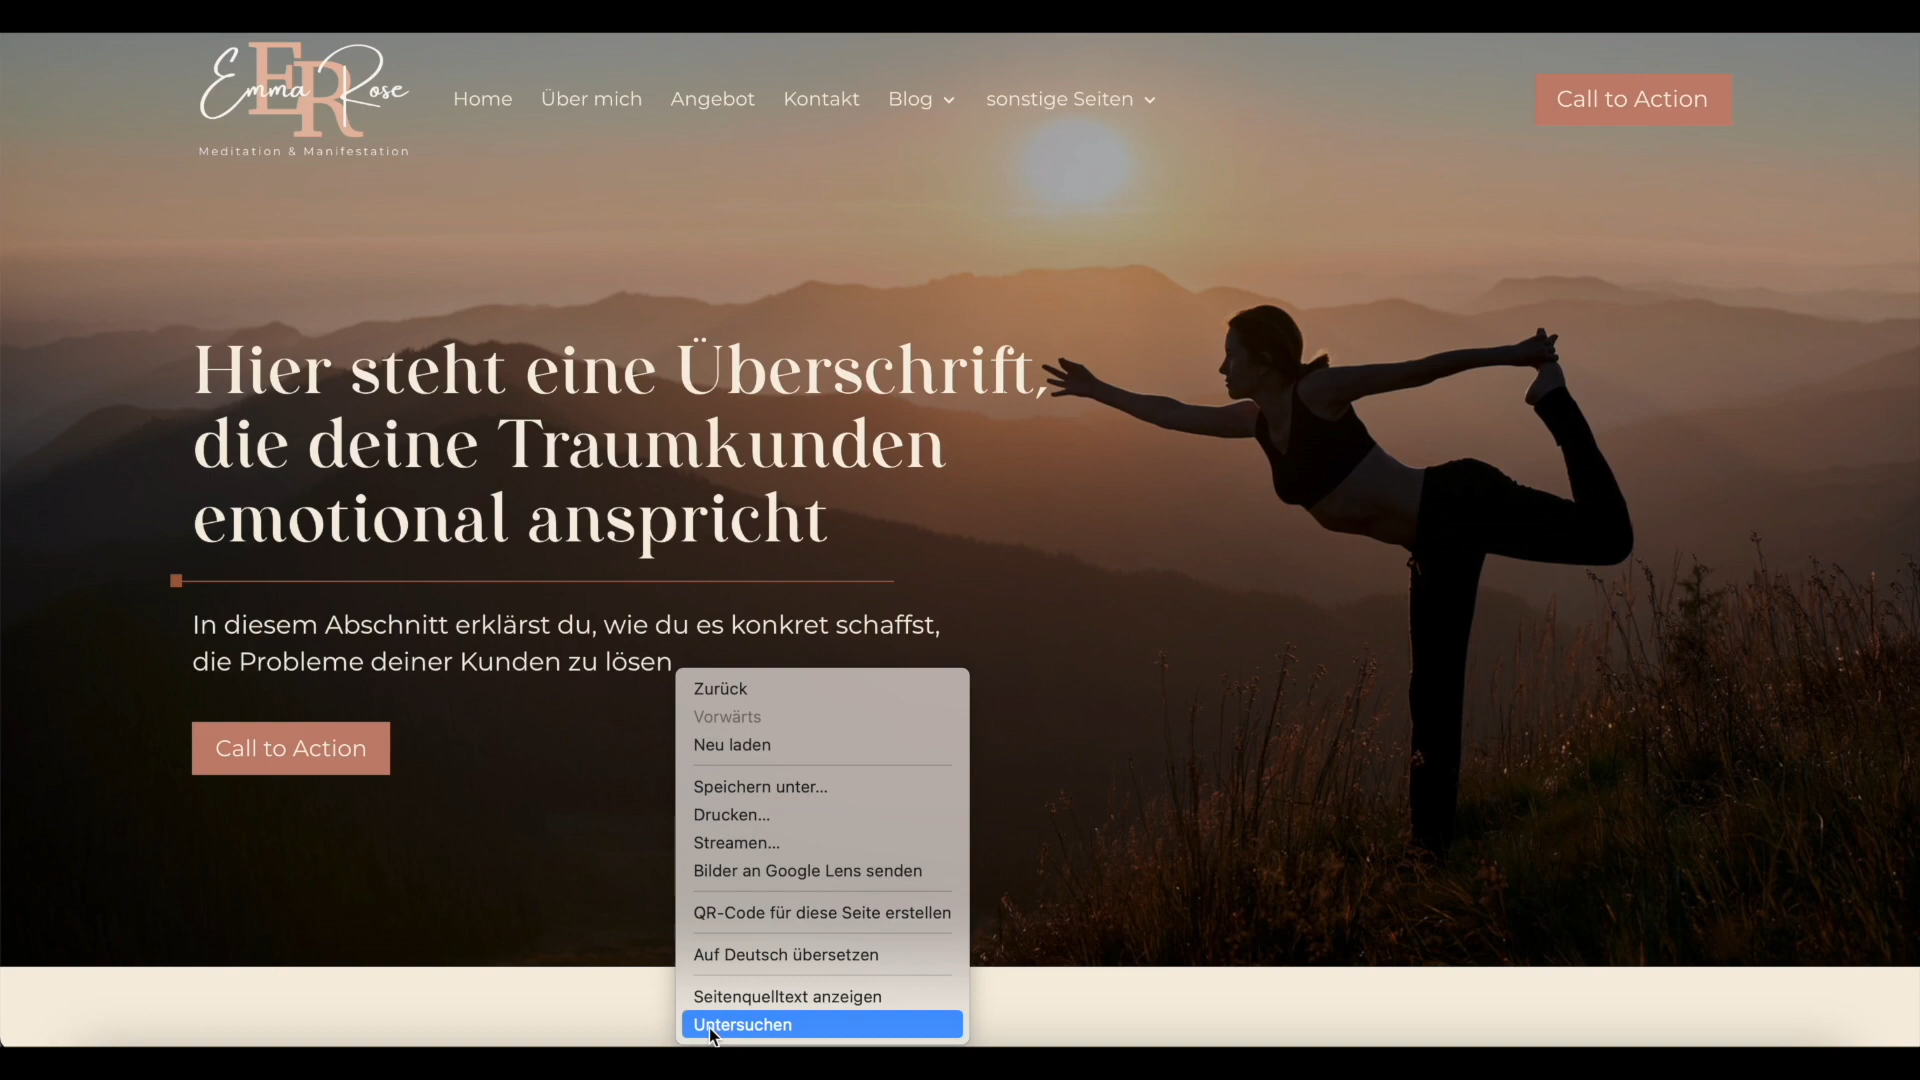 ER
Emma Rose
Meditation & Manifestation
Home
Über mich
Angebot
Kontakt
Blog
sonstige Seiten
Call to Action
Hier steht eine Überschrift,
die deine Traumkunden
emotional anspricht
In diesem Abschnitt erklärst du, wie du es konkret schaffst,
die Probleme deiner Kunden zu lösen
Call to Action
Zurück
Vorwärts
Neu laden
Speichern unter...
Drucken...
Streamen...
Bilder an Google Lens senden
QR-Code für diese Seite erstellen
Auf Deutsch übersetzen
Seitenquelltext anzeigen
Untersuchen